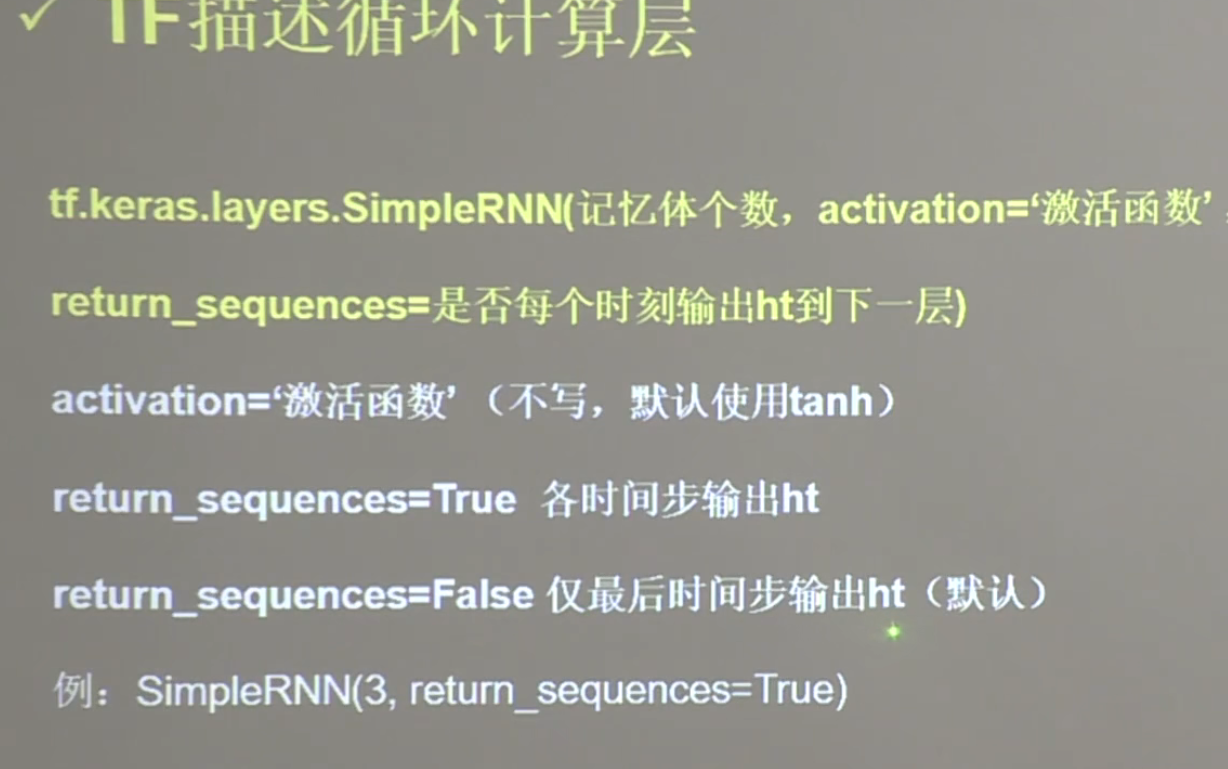 ✓ TF描述循环计算层
tf.keras.layers.SimpleRNN(记忆体个数，activation=‘激活函数’
return_sequences=是否每个时刻输出ht到下一层)
activation=‘激活函数’（不写，默认使用tanh）
return_sequences=True 各时间步输出ht
return_sequences=False 仅最后时间步输出ht（默认）
例：SimpleRNN(3, return_sequences=True)